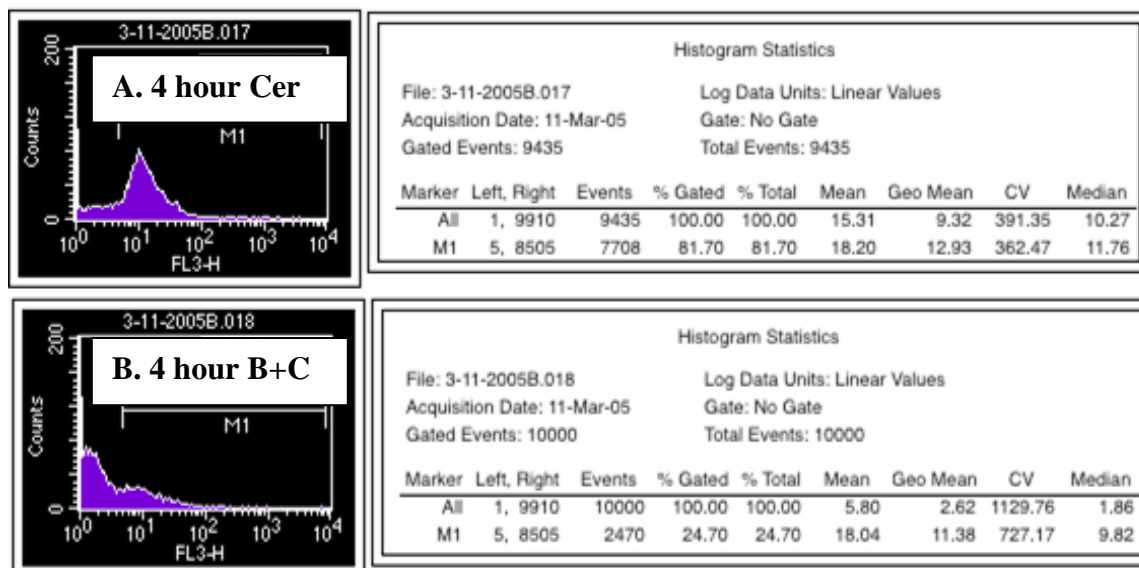 3-11-2005B.017
A. 4 hour Cer
M1
200
Counts
0
10^0 10^1 10^2 10^3 10^4
FL3-H
Histogram Statistics
File: 3-11-2005B.017 Log Data Units: Linear Values
Acquisition Date: 11-Mar-05 Gate: No Gate
Gated Events: 9435 Total Events: 9435
Marker Left, Right Events % Gated % Total Mean Geo Mean CV Median
All 1, 9910 9435 100.00 100.00 15.31 9.32 391.35 10.27
M1 5, 8505 7708 81.70 81.70 18.20 12.93 362.47 11.76
3-11-2005B.018
B. 4 hour B+C
M1
200
Counts
0
10^0 10^1 10^2 10^3 10^4
FL3-H
Histogram Statistics
File: 3-11-2005B.018 Log Data Units: Linear Values
Acquisition Date: 11-Mar-05 Gate: No Gate
Gated Events: 10000 Total Events: 10000
Marker Left, Right Events % Gated % Total Mean Geo Mean CV Median
All 1, 9910 10000 100.00 100.00 5.80 2.62 1129.76 1.86
M1 5, 8505 2470 24.70 24.70 18.04 11.38 727.17 9.82